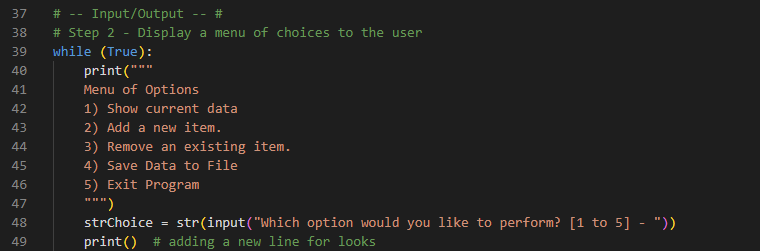 37 # -- Input/Output -- #
38 # Step 2 - Display a menu of choices to the user
39 while (True):
40     print("""
41     Menu of Options
42     1) Show current data
43     2) Add a new item.
44     3) Remove an existing item.
45     4) Save Data to File
46     5) Exit Program
47     """)
48     strChoice = str(input("Which option would you like to perform? [1 to 5] - "))
49     print()  # adding a new line for looks